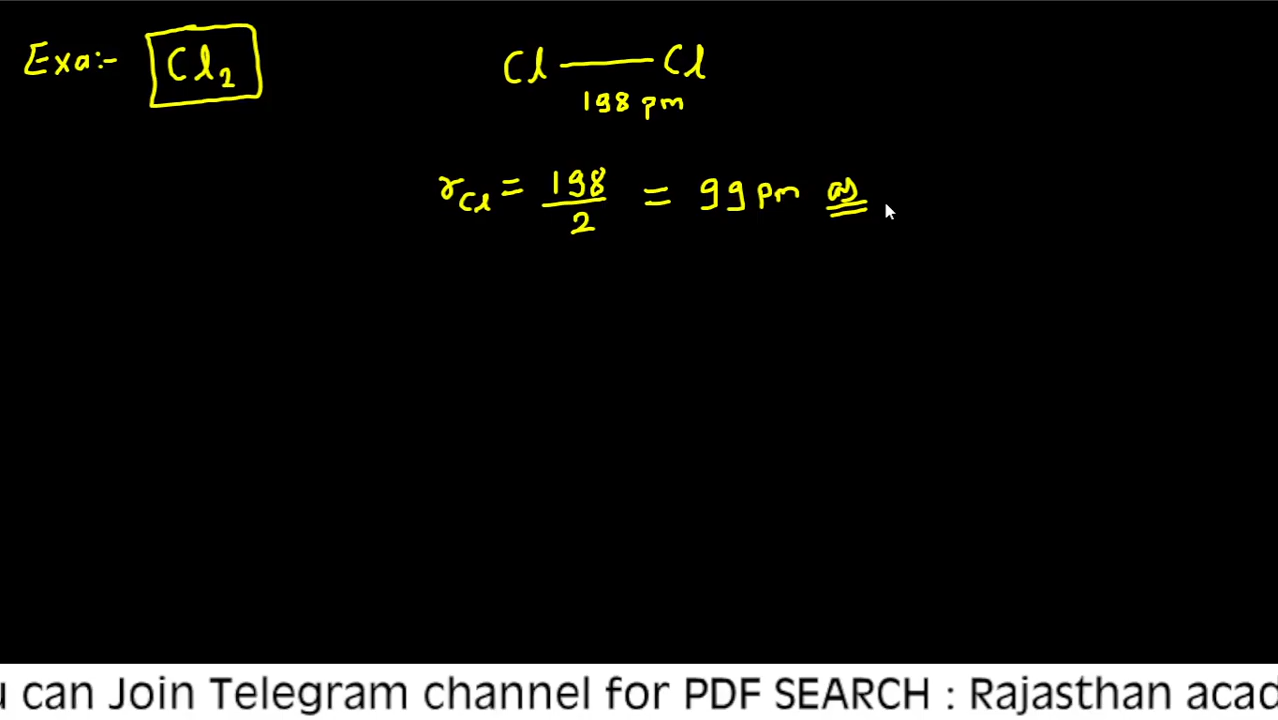 Exa:- Cl₂ Cl — Cl
198 pm
r_Cl = 198/2 = 99 pm
u can Join Telegram channel for PDF SEARCH : Rajasthan acad